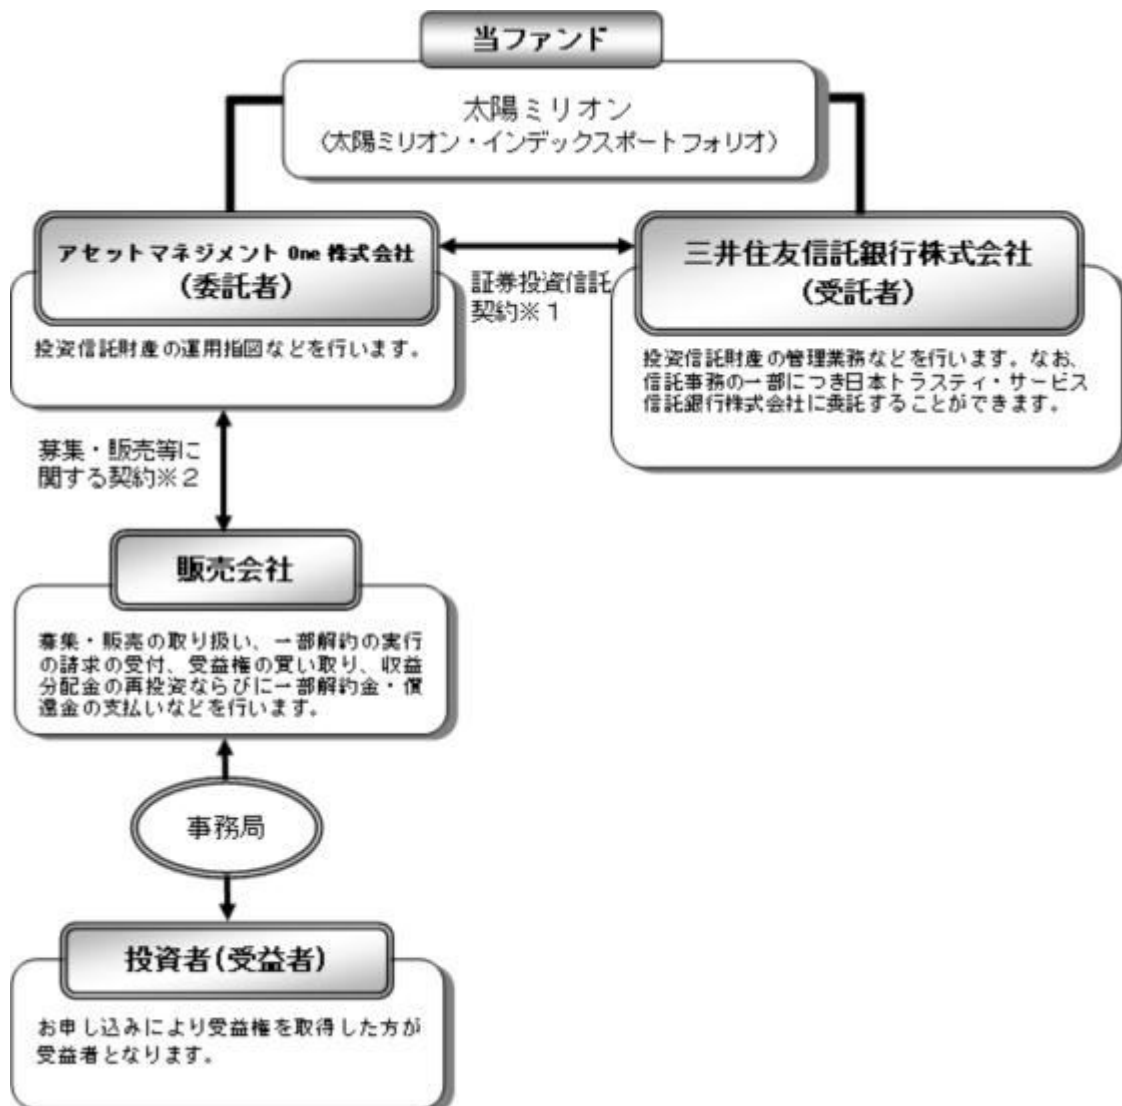 当ファンド
太陽ミリオン
(太陽ミリオン・インデックスポートフォリオ)
アセットマネジメント One 株式会社
(委託者)
投資信託財産の運用指図などを行います。
証券投資信託
契約※1
三井住友信託銀行株式会社
(受託者)
投資信託財産の管理業務などを行います。なお、
信託事務の一部につき日本トラスティ・サービス
信託銀行株式会社に委託することができます。
募集・販売等に
関する契約※2
販売会社
募集・販売の取り扱い、一部解約の実行
の請求の受付、受益権の買い取り、収益
分配金の再投資ならびに一部解約金・償
還金の支払いなどを行います。
事務局
投資者(受益者)
お申し込みにより受益権を取得した方が
受益者となります。